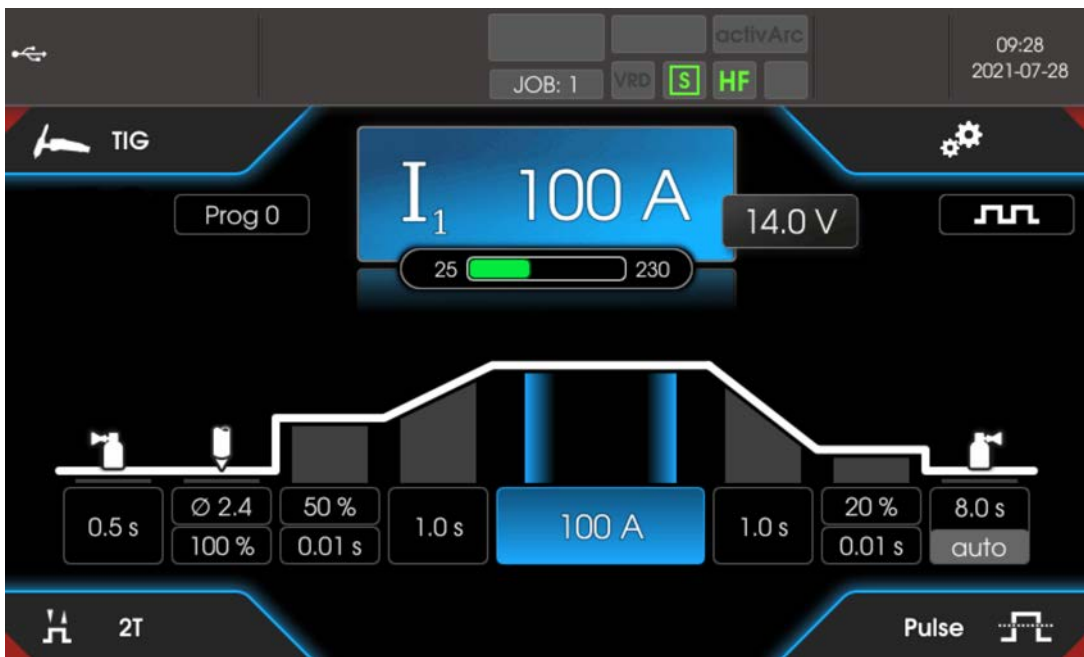 activArc
09:28
2021-07-28
JOB: 1 VRD S HF
TIG
Prog 0
I1 100 A
14.0 V
25 230
0.5 s
Ø 2.4
100 %
50 %
0.01 s
1.0 s
100 A
1.0 s
20 %
0.01 s
8.0 s
auto
2T
Pulse